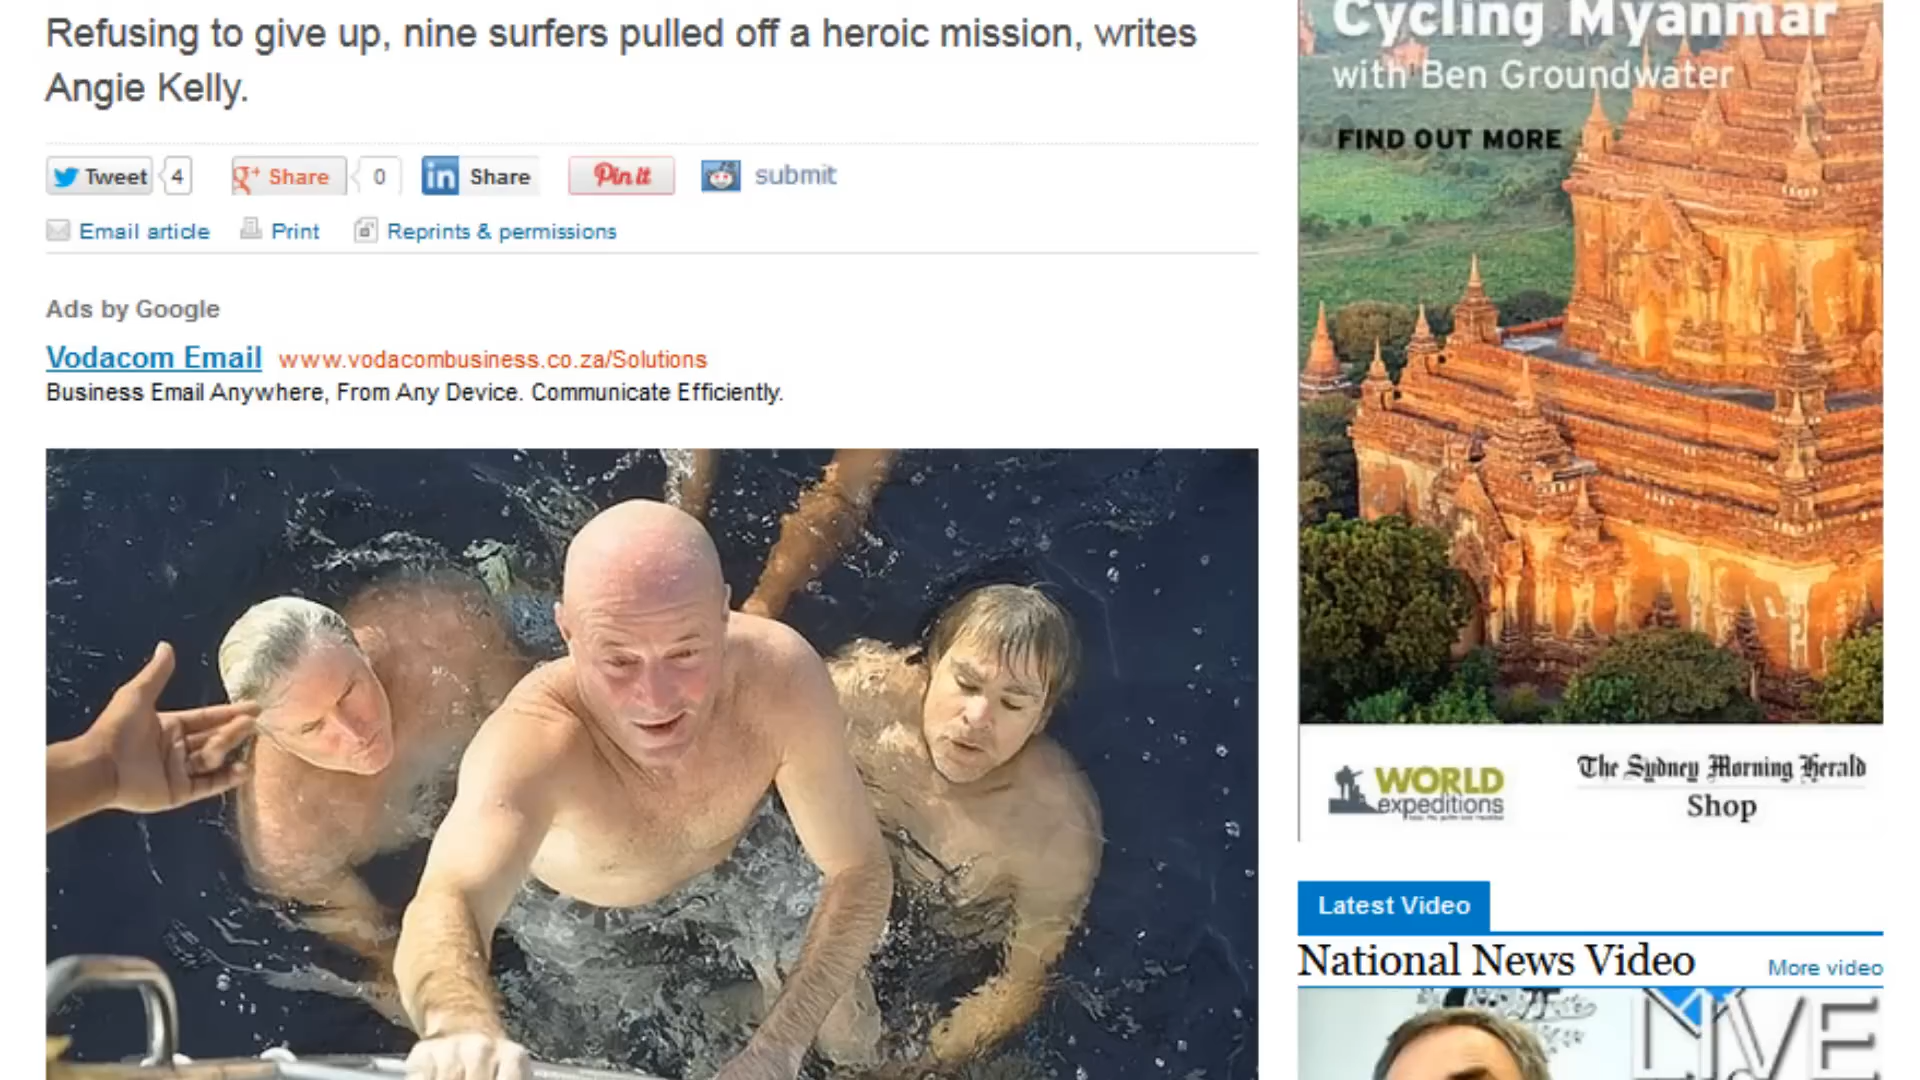 Refusing to give up, nine surfers pulled off a heroic mission, writes
Angie Kelly.
Tweet 4
g+ Share 0
in Share
Pin it
submit
Email article
Print
Reprints & permissions
Ads by Google
Vodacom Email www.vodacombusiness.co.za/Solutions
Business Email Anywhere, From Any Device. Communicate Efficiently.
Cycling Myanmar
with Ben Groundwater
FIND OUT MORE
WORLD
expeditions
The Sydney Morning Herald
Shop
Latest Video
National News Video
More video
LIVE